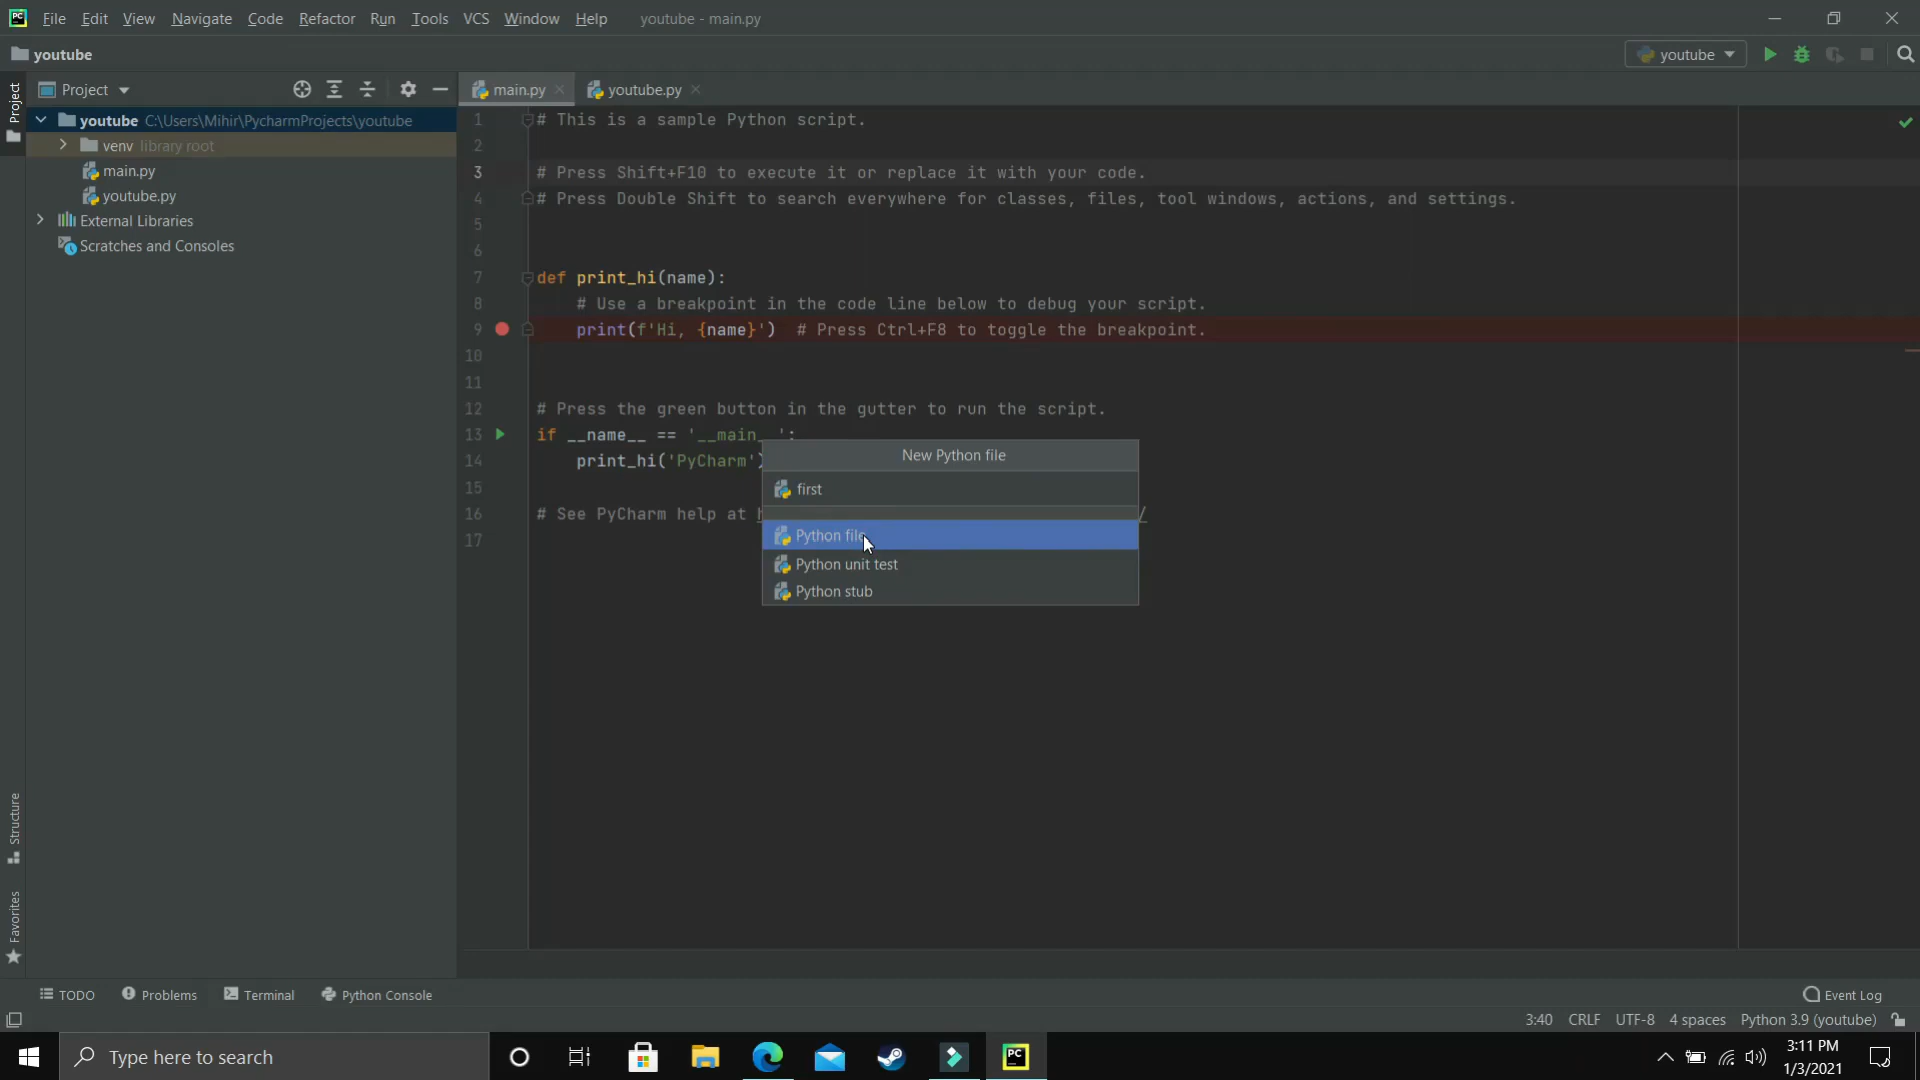 PC File Edit View Navigate Code Refactor Run Tools VCS Window Help youtube - main.py
youtube
youtube
Project
Project
main.py
youtube.py
youtube C:\Users\Mihir\PycharmProjects\youtube
venv library root
main.py
youtube.py
External Libraries
Scratches and Consoles
1 # This is a sample Python script.
2
3 # Press Shift+F10 to execute it or replace it with your code.
4 # Press Double Shift to search everywhere for classes, files, tool windows, actions, and settings.
5
6
7 def print_hi(name):
8 # Use a breakpoint in the code line below to debug your script.
9 print(f'Hi, {name}') # Press Ctrl+F8 to toggle the breakpoint.
10
11
12 # Press the green button in the gutter to run the script.
13 if __name__ == '__main__':
14 print_hi('PyCharm')
15
16 # See PyCharm help at h /
17
New Python file
first
Python file
Python unit test
Python stub
Structure
Favorites
TODO Problems Terminal Python Console Event Log
3:40 CRLF UTF-8 4 spaces Python 3.9 (youtube)
Type here to search
PC
3:11 PM
1/3/2021